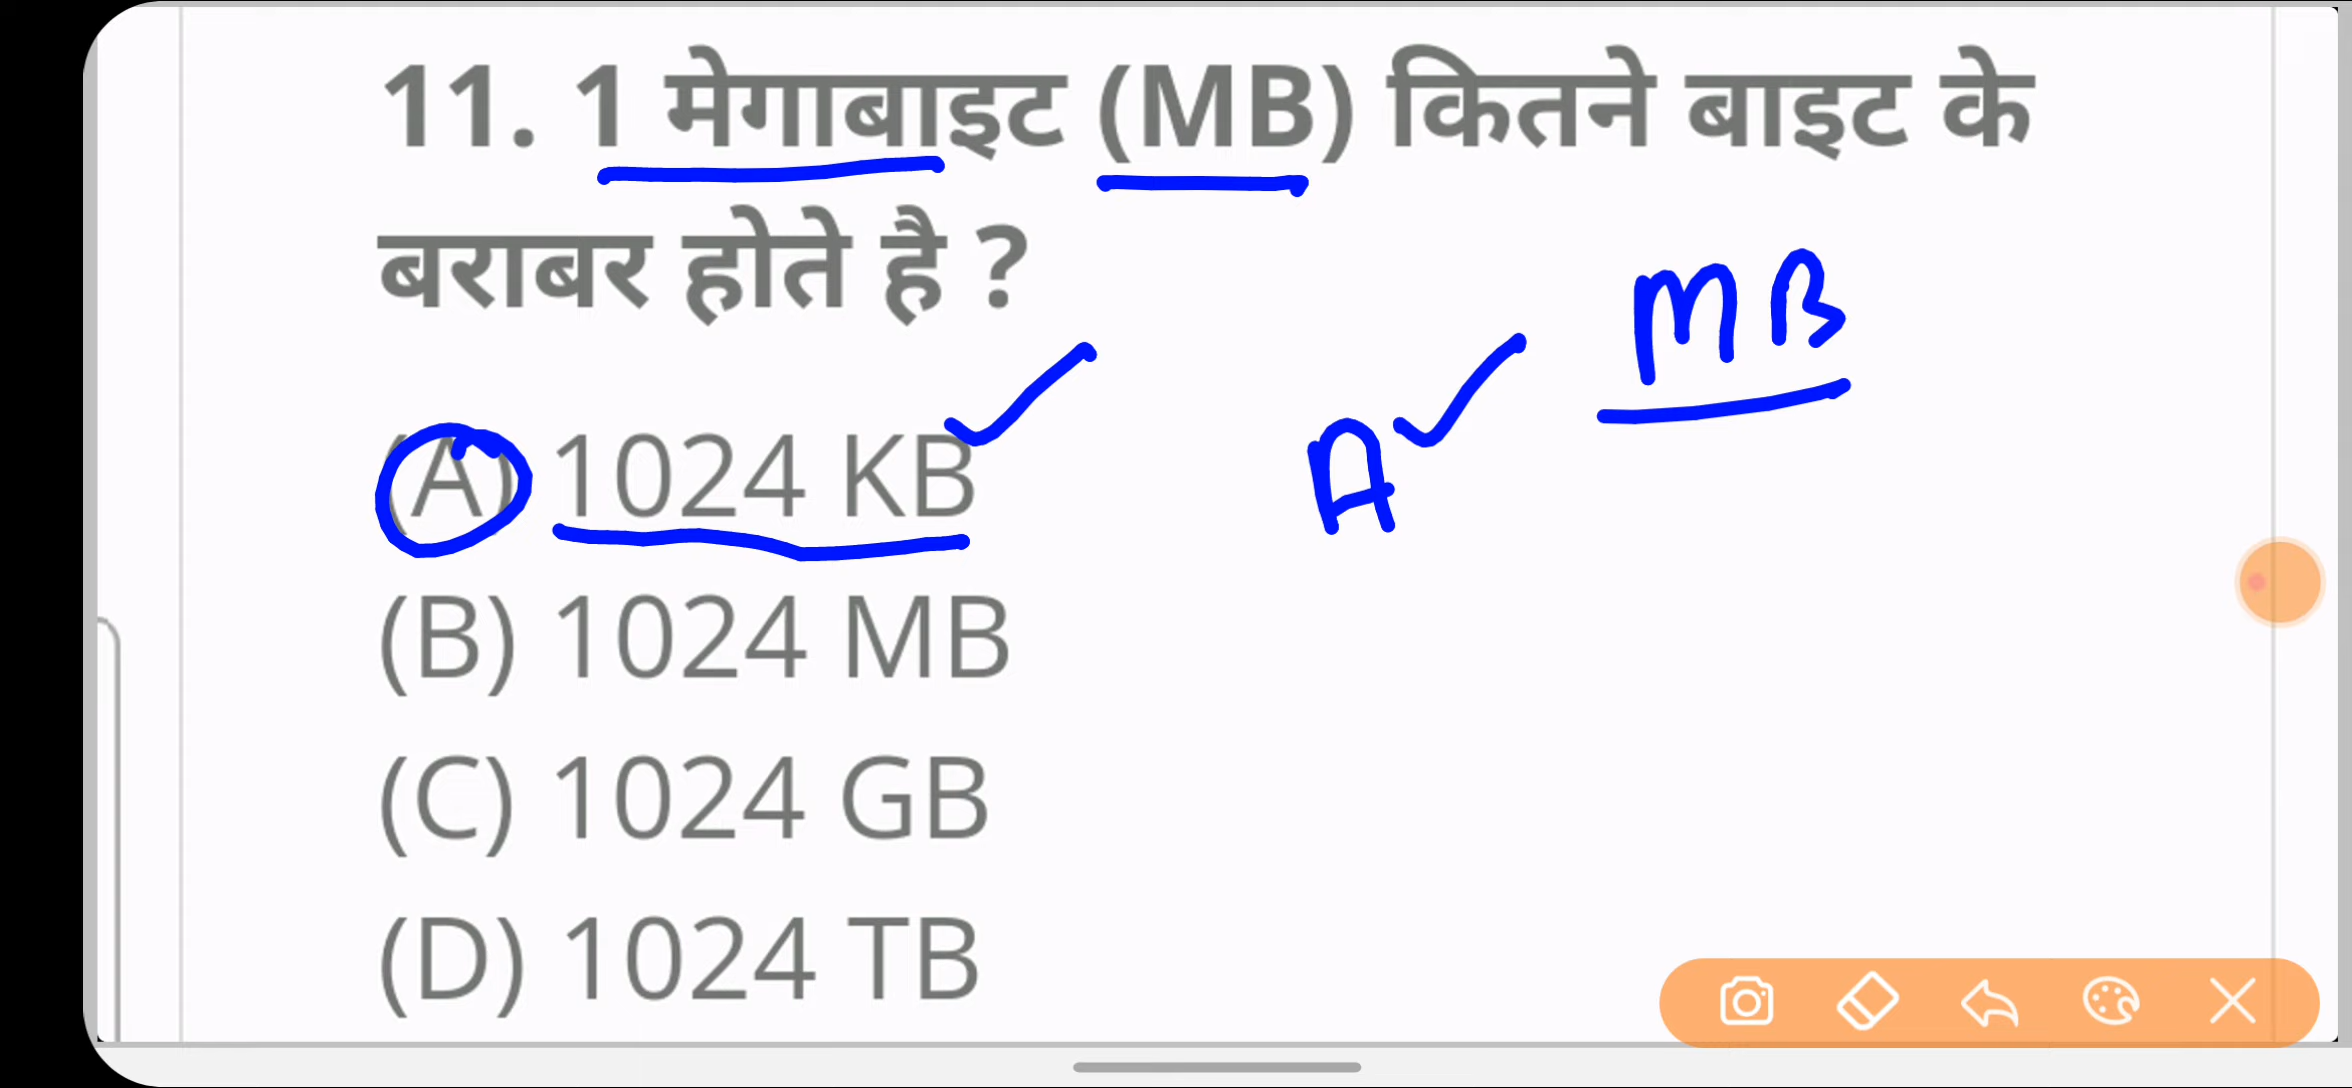 11. 1 मेगाबाइट (MB) कितने बाइट के
बराबर होते है ?
MB
(A) 1024 KB
A
(B) 1024 MB
(C) 1024 GB
(D) 1024 TB